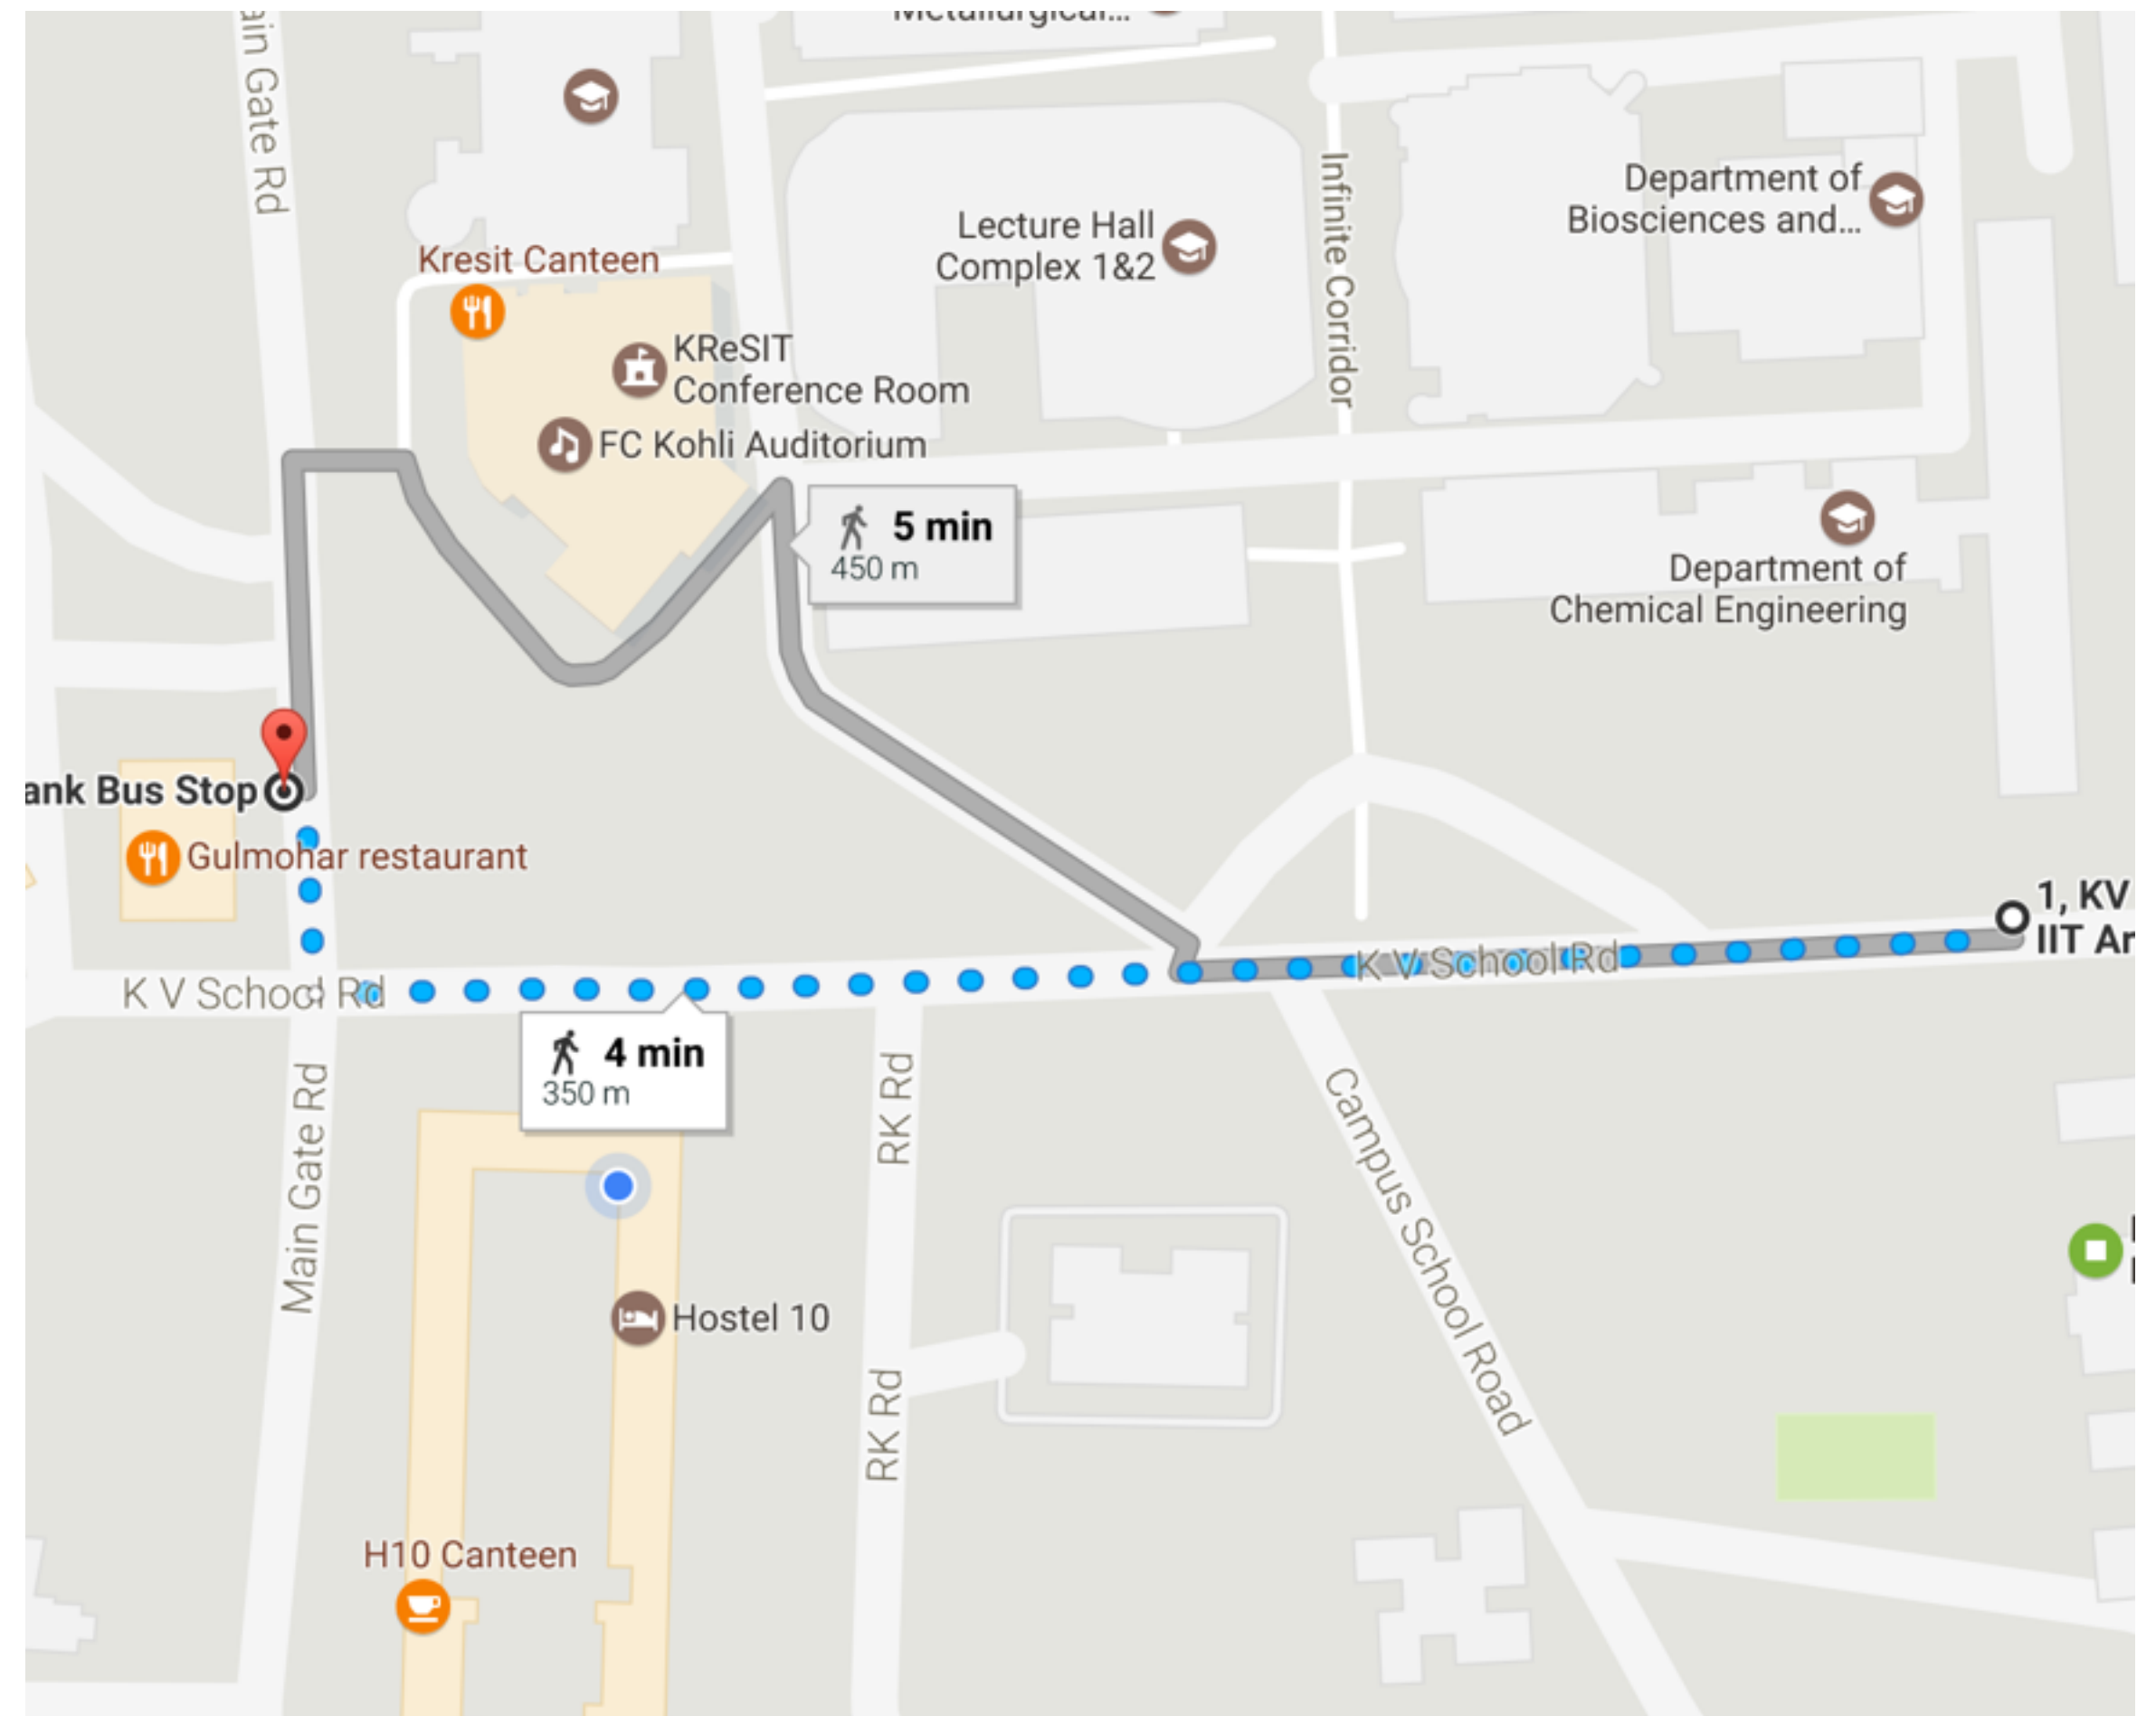 Metallurgical...
ain Gate Rd
Kresit Canteen
Lecture Hall
Complex 1&2
Infinite Corridor
Department of
Biosciences and...
KReSIT
Conference Room
FC Kohli Auditorium
5 min
450 m
Department of
Chemical Engineering
ank Bus Stop
Gulmohar restaurant
1, KV
IIT Ar
K V School Rd
K V School Rd
4 min
350 m
Main Gate Rd
RK Rd
Campus School Road
Hostel 10
RK Rd
H10 Canteen